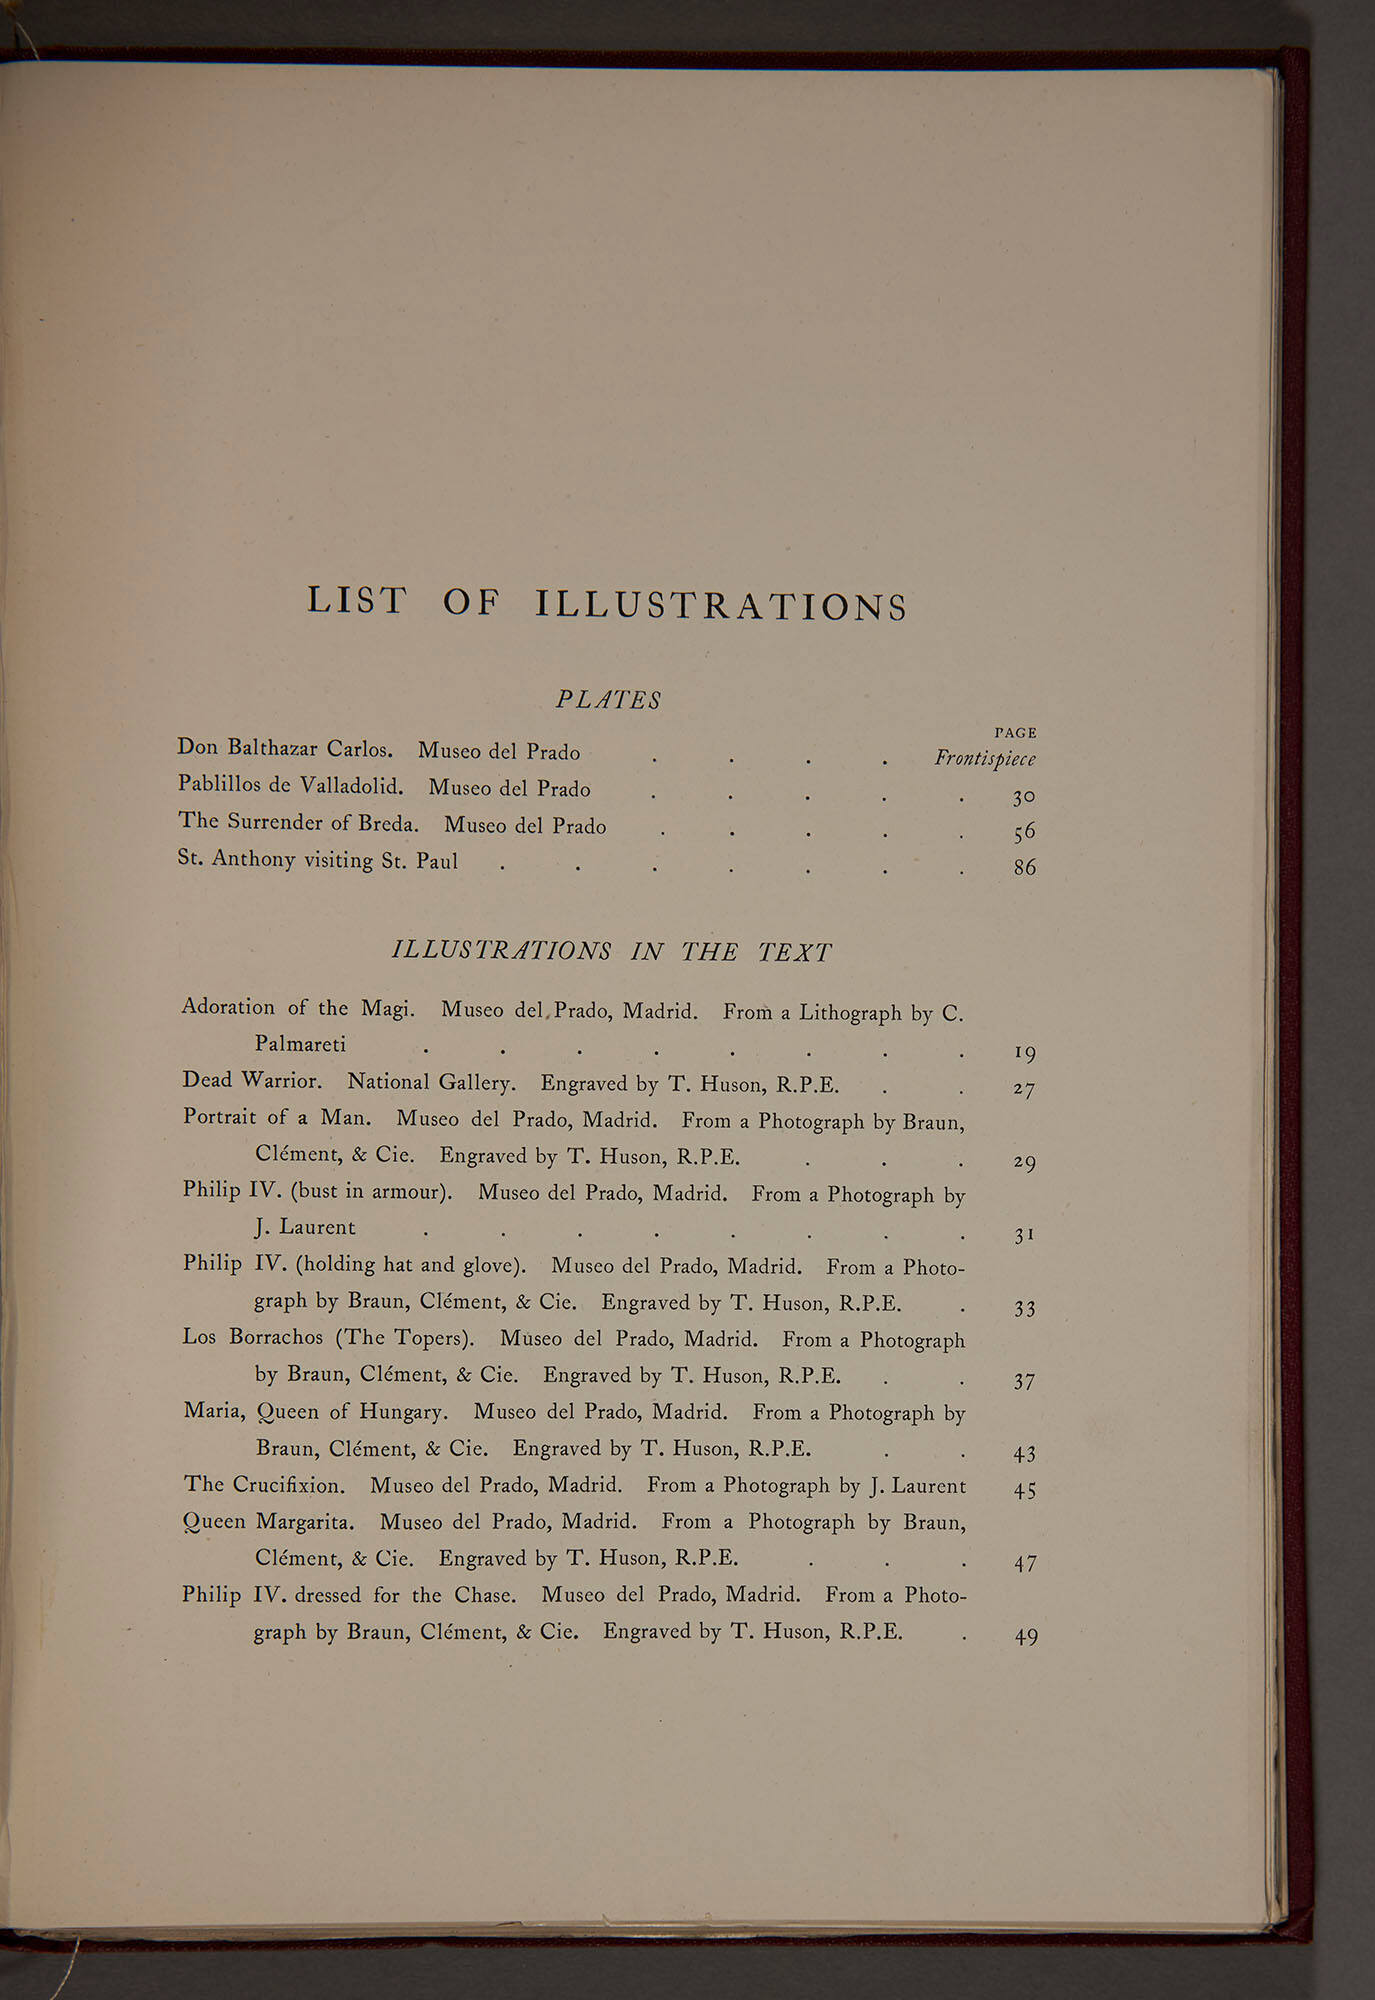 LIST OF ILLUSTRATIONS
PLATES
PAGE
Don Balthazar Carlos. Museo del Prado . . . . Frontispiece
Pablillos de Valladolid. Museo del Prado . . . . . 30
The Surrender of Breda. Museo del Prado . . . . . 56
St. Anthony visiting St. Paul . . . . . . . 86
ILLUSTRATIONS IN THE TEXT
Adoration of the Magi. Museo del Prado, Madrid. From a Lithograph by C.
Palmareti . . . . . . . . 19
Dead Warrior. National Gallery. Engraved by T. Huson, R.P.E. . . 27
Portrait of a Man. Museo del Prado, Madrid. From a Photograph by Braun,
Clément, & Cie. Engraved by T. Huson, R.P.E. . . . 29
Philip IV. (bust in armour). Museo del Prado, Madrid. From a Photograph by
J. Laurent . . . . . . . . 31
Philip IV. (holding hat and glove). Museo del Prado, Madrid. From a Photo-
graph by Braun, Clément, & Cie. Engraved by T. Huson, R.P.E. . 33
Los Borrachos (The Topers). Museo del Prado, Madrid. From a Photograph
by Braun, Clément, & Cie. Engraved by T. Huson, R.P.E. . . 37
Maria, Queen of Hungary. Museo del Prado, Madrid. From a Photograph by
Braun, Clément, & Cie. Engraved by T. Huson, R.P.E. . . 43
The Crucifixion. Museo del Prado, Madrid. From a Photograph by J. Laurent 45
Queen Margarita. Museo del Prado, Madrid. From a Photograph by Braun,
Clément, & Cie. Engraved by T. Huson, R.P.E. . . . 47
Philip IV. dressed for the Chase. Museo del Prado, Madrid. From a Photo-
graph by Braun, Clément, & Cie. Engraved by T. Huson, R.P.E. . 49